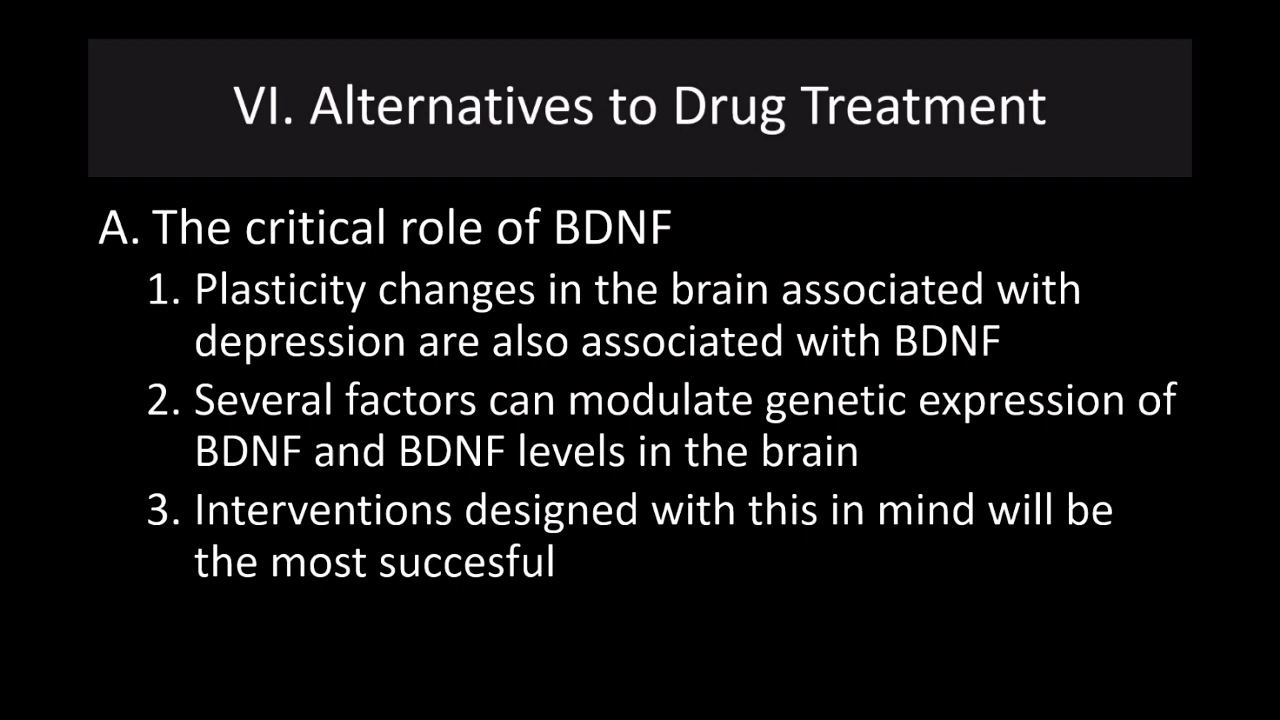 VI. Alternatives to Drug Treatment
A. The critical role of BDNF
1. Plasticity changes in the brain associated with
depression are also associated with BDNF
2. Several factors can modulate genetic expression of
BDNF and BDNF levels in the brain
3. Interventions designed with this in mind will be
the most succesful